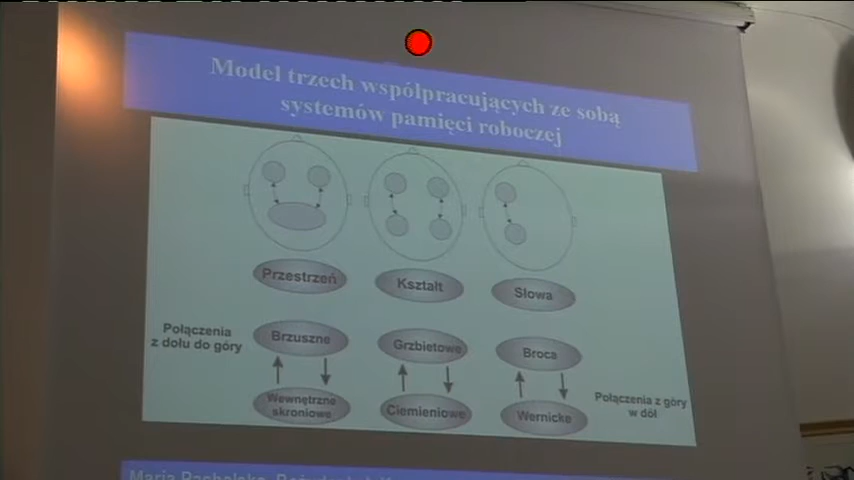 Model trzech współpracujących ze sobą
systemów pamięci roboczej
Przestrzeń
Kształt
Słowa
Połączenia
z dołu do góry
Brzuszne
Grzbietowe
Broca
Wewnętrzne
skroniowe
Ciemieniowe
Wernicke
Połączenia z góry
w dół
Maria